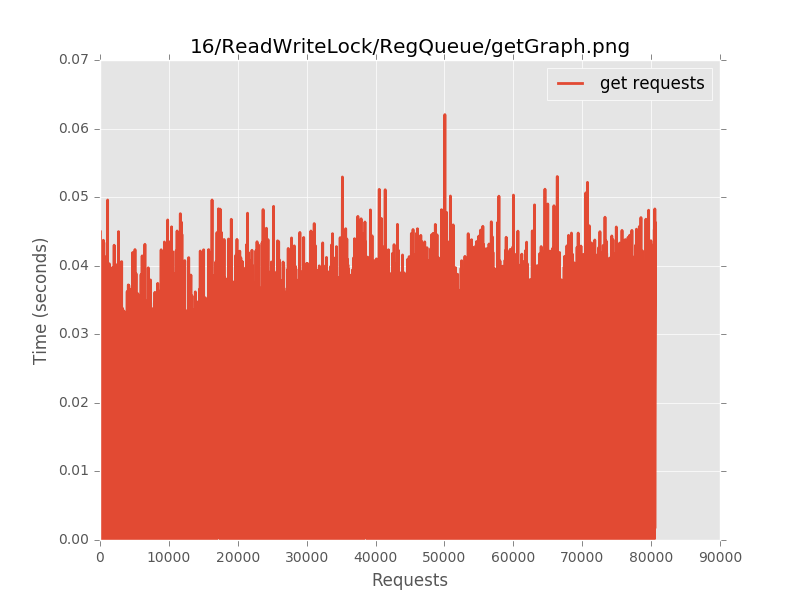 16/ReadWriteLock/RegQueue/getGraph.png
get requests
0.07
0.06
0.05
0.04
0.03
0.02
0.01
0.00
Time (seconds)
0 10000 20000 30000 40000 50000 60000 70000 80000 90000
Requests